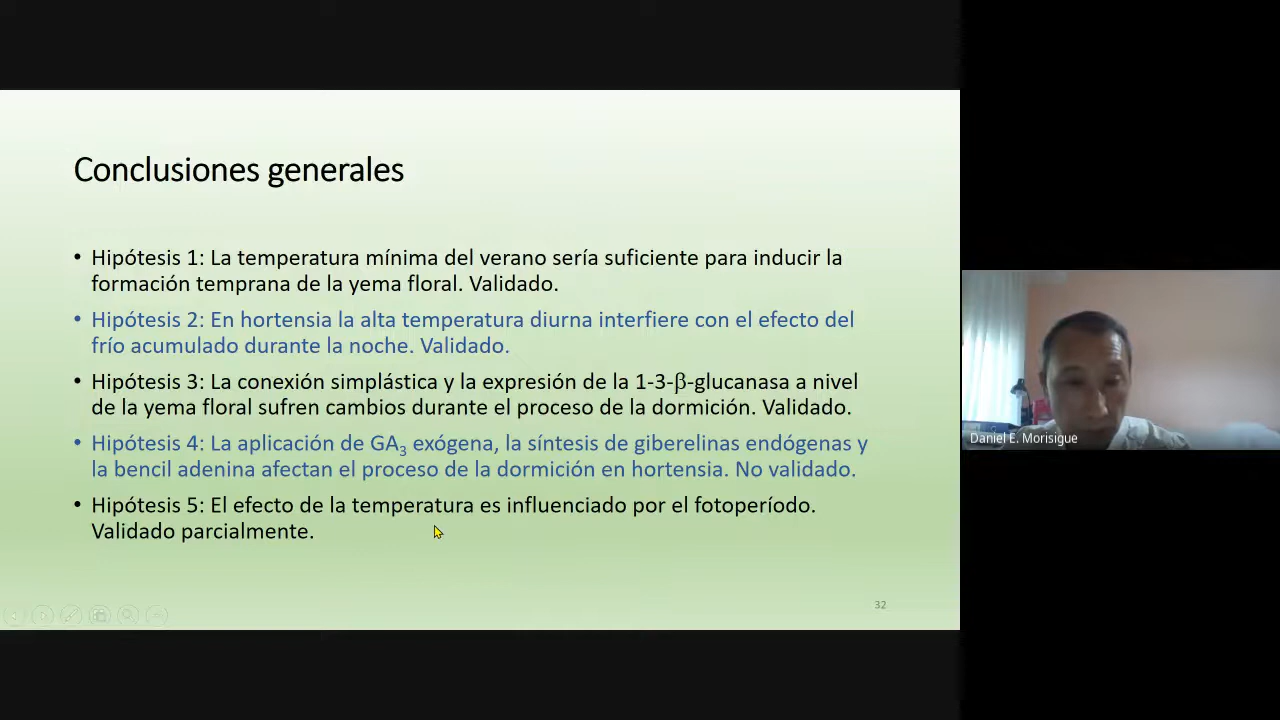 Conclusiones generales
• Hipótesis 1: La temperatura mínima del verano sería suficiente para inducir la
formación temprana de la yema floral. Validado.
• Hipótesis 2: En hortensia la alta temperatura diurna interfiere con el efecto del
frío acumulado durante la noche. Validado.
• Hipótesis 3: La conexión simplástica y la expresión de la 1-3-β-glucanasa a nivel
de la yema floral sufren cambios durante el proceso de la dormición. Validado.
• Hipótesis 4: La aplicación de GA₃ exógena, la síntesis de giberelinas endógenas y
la bencil adenina afectan el proceso de la dormición en hortensia. No validado.
• Hipótesis 5: El efecto de la temperatura es influenciado por el fotoperíodo.
Validado parcialmente.
32
Daniel E. Morisigue